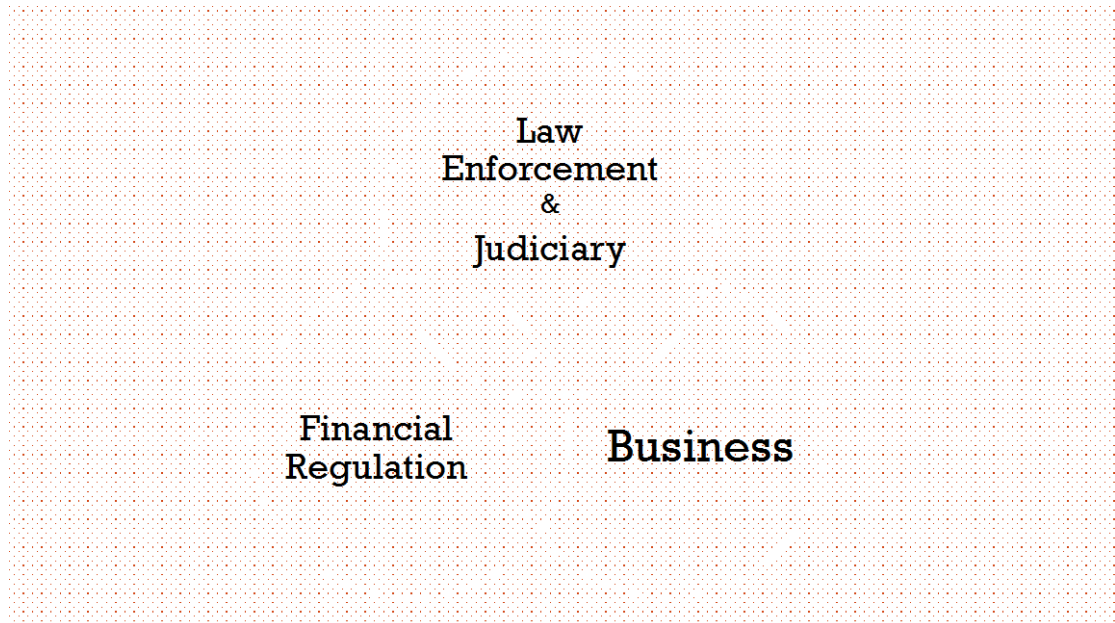 Law
Enforcement
&
Judiciary
Financial
Regulation
Business